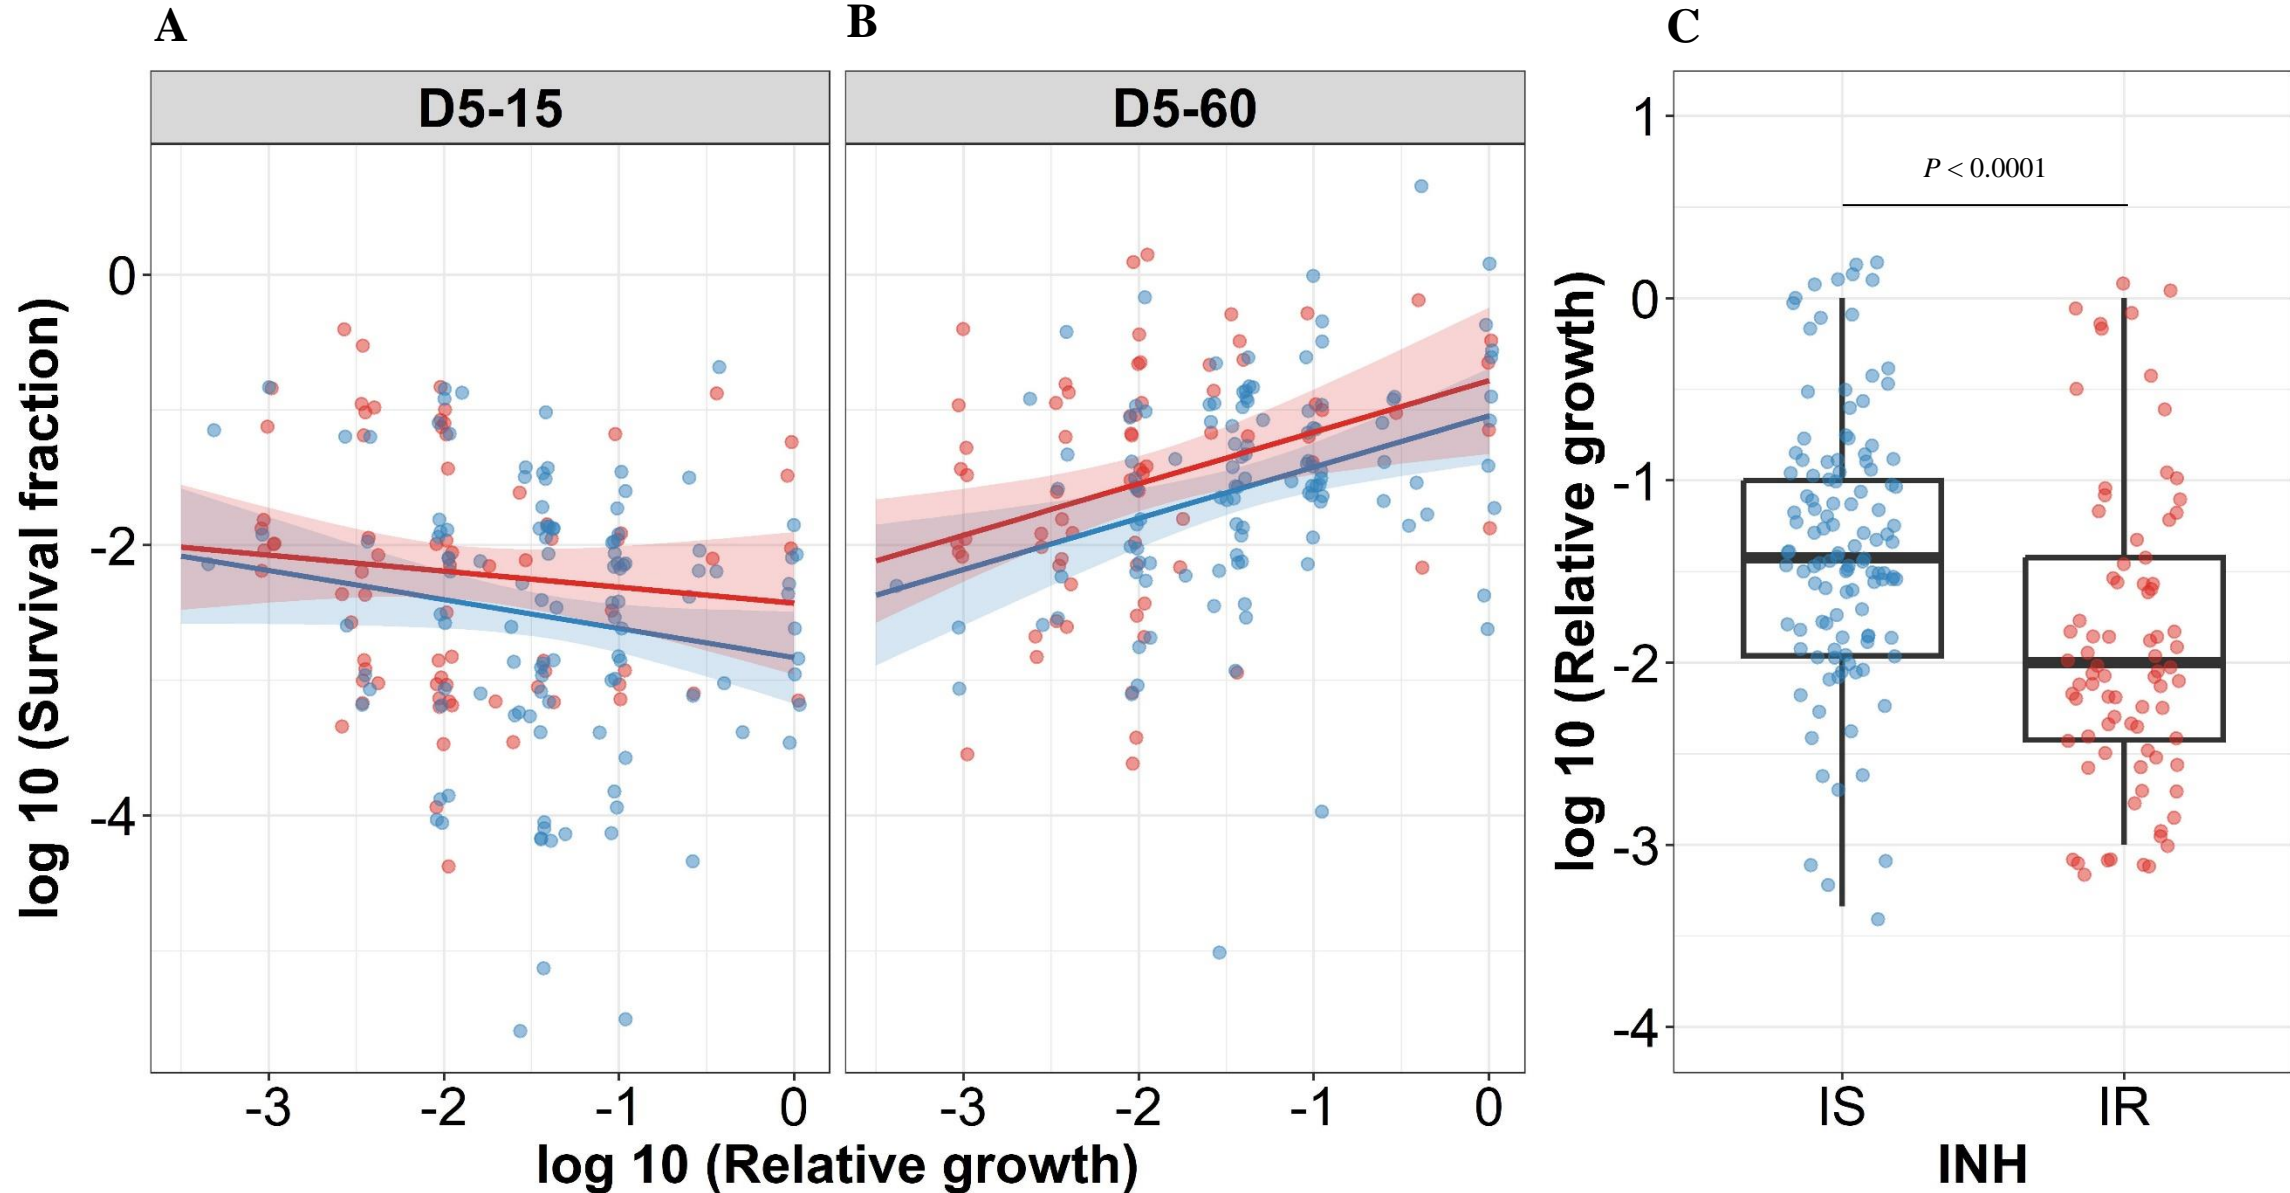 A
B
C
D5-15
D5-60
log 10 (Survival fraction)
0
-2
-4
-3
-2
-1
0
-3
-2
-1
0
log 10 (Relative growth)
log 10 (Relative growth)
1
0
-1
-2
-3
-4
P < 0.0001
IS
IR
INH